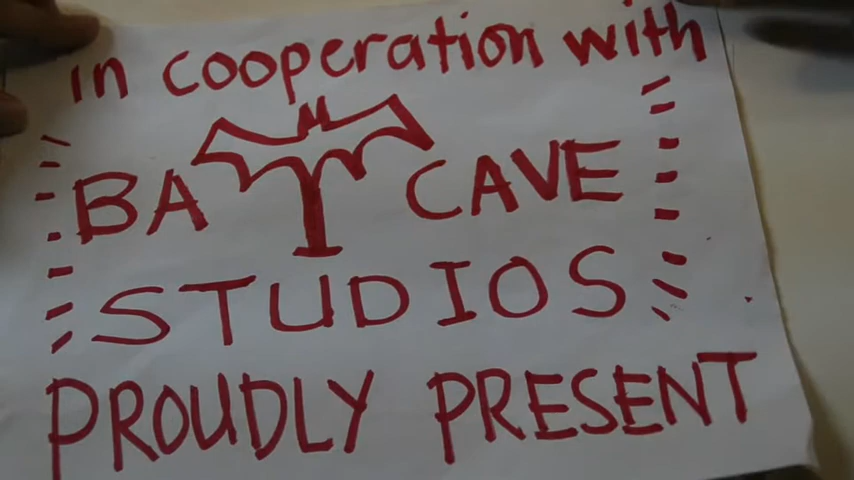 in cooperation with
BAT CAVE
STUDIOS
PROUDLY PRESENT